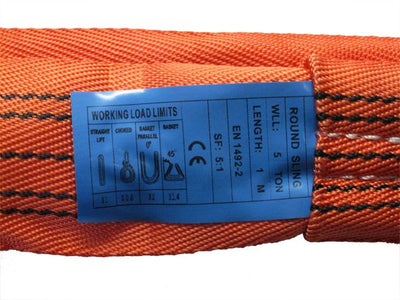 WORKING LOAD LIMITS
STRAIGHT LIFT
CHOKED
BASKET PARALLEL 0°
BASKET
45°
X1
X0.8
X2
X1.4
CE
SF: 5:1
EN 1492-2
ROUND SLING
WLL: 5 TON
LENGTH: 1 M